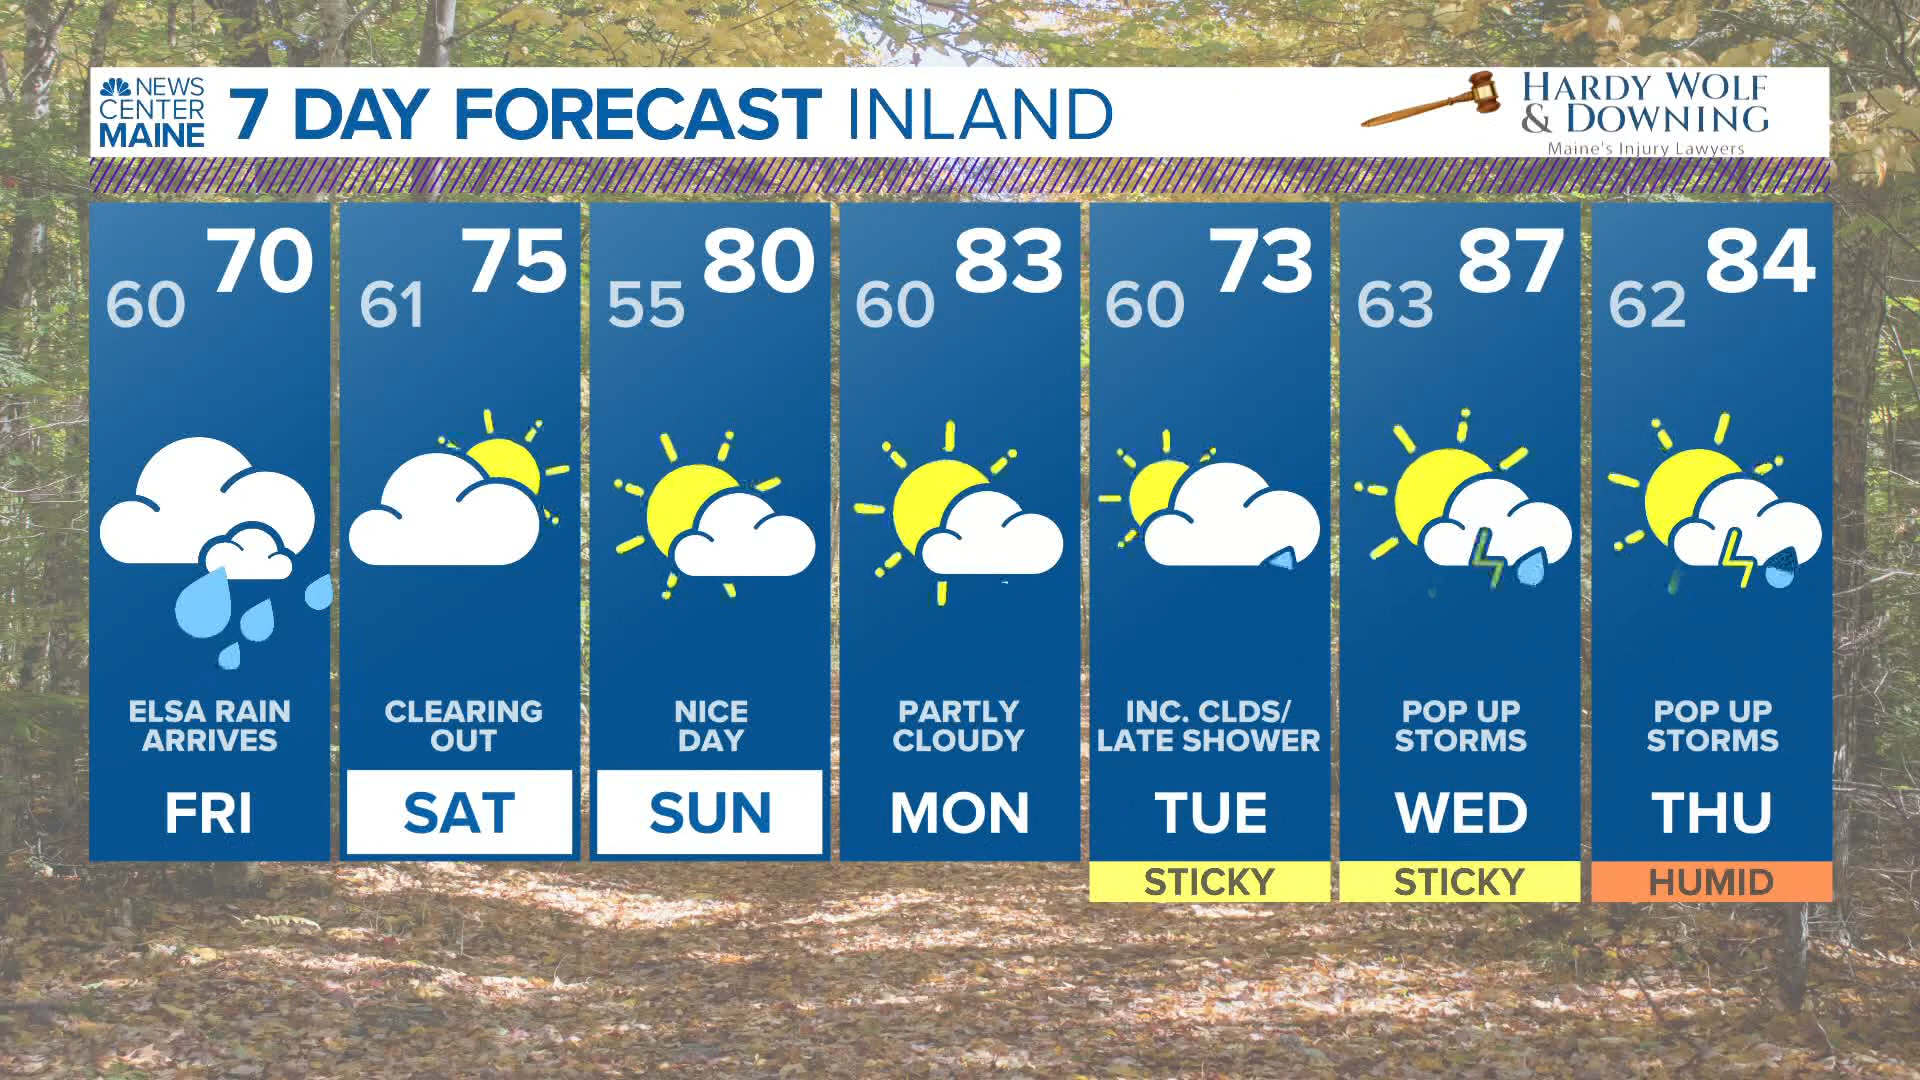 NEWS
CENTER
MAINE
7 DAY FORECAST INLAND
HARDY WOLF
& DOWNING
Maine's Injury Lawyers
60 70
ELSA RAIN
ARRIVES
FRI
61 75
CLEARING
OUT
SAT
55 80
NICE
DAY
SUN
60 83
PARTLY
CLOUDY
MON
60 73
INC. CLDS/
LATE SHOWER
TUE
STICKY
63 87
POP UP
STORMS
WED
STICKY
62 84
POP UP
STORMS
THU
HUMID